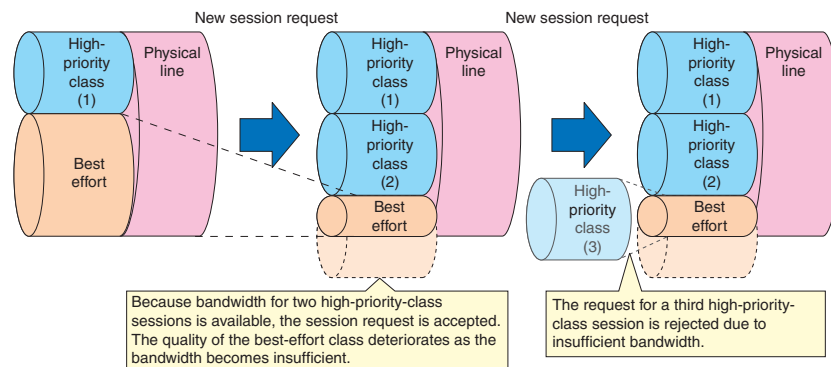 New session request
New session request
High-
priority
class
(1)
Physical
line
Best
effort
High-
priority
class
(1)
Physical
line
High-
priority
class
(2)
Best
effort
High-
priority
class
(3)
High-
priority
class
(1)
Physical
line
High-
priority
class
(2)
Best
effort
Because bandwidth for two high-priority-class
sessions is available, the session request is accepted.
The quality of the best-effort class deteriorates as the
bandwidth becomes insufficient.
The request for a third high-priority-
class session is rejected due to
insufficient bandwidth.